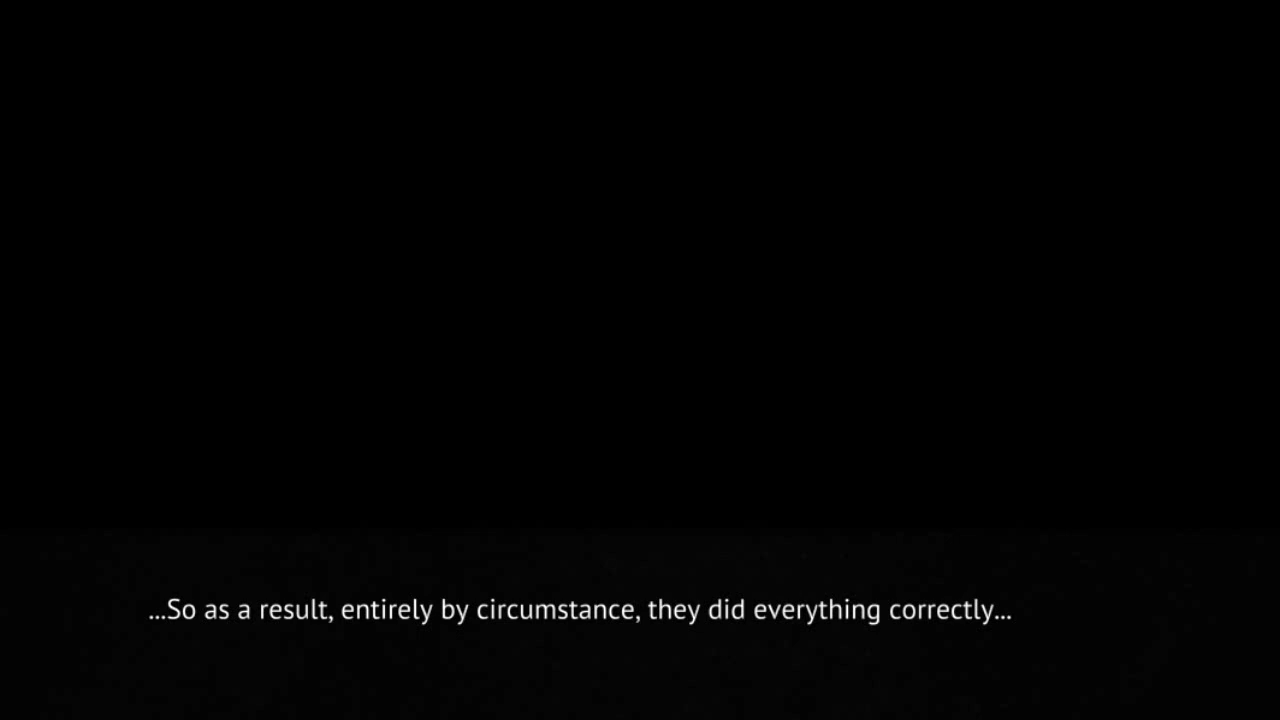 ...So as a result, entirely by circumstance, they did everything correctly...